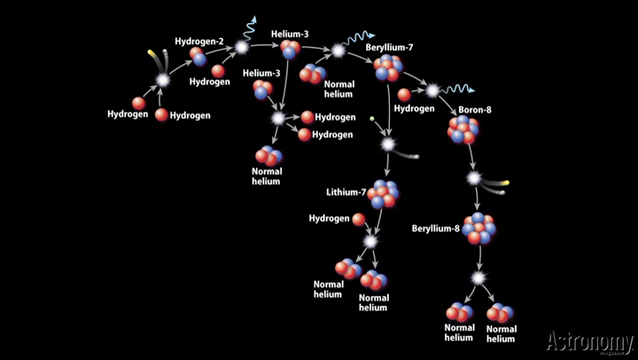 Hydrogen-2
Helium-3
Beryllium-7
Hydrogen
Helium-3
Normal
helium
Hydrogen
Boron-8
Hydrogen
Hydrogen
Hydrogen
Hydrogen
Normal
helium
Lithium-7
Hydrogen
Beryllium-8
Normal
helium
Normal
helium
Normal
helium
Normal
helium
Astronomy
magazine